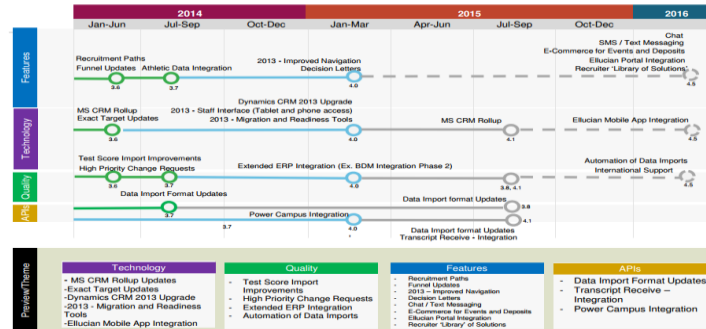 2014
2015
2016
Jan-Jun
Jul-Sep
Oct-Dec
Jan-Mar
Apr-Jun
Jul-Sep
Oct-Dec
Features
Recruitment Paths
Funnel Updates
Athletic Data Integration
2013 - Improved Navigation
Decision Letters
Chat
SMS / Text Messaging
E-Commerce for Events and Deposits
Ellucian Portal Integration
Recruiter 'Library of Solutions'
3.6
3.7
4.0
4.5
Technology
MS CRM Rollup
Exact Target Updates
Dynamics CRM 2013 Upgrade
2013 - Staff Interface (Tablet and phone access)
2013 - Migration and Readiness Tools
MS CRM Rollup
Ellucian Mobile App Integration
3.6
4.0
4.1
4.5
Quality
Test Score Import Improvements
High Priority Change Requests
Extended ERP Integration (Ex. BDM Integration Phase 2)
Automation of Data Imports
International Support
3.6
3.7
4.0
3.8, 4.1
4.5
APIs
Data Import Format Updates
Data Import format Updates
3.7
3.8
Power Campus Integration
3.7
4.0
4.1
Data Import format Updates
Transcript Receive - Integration
Preview/Theme
Technology
- MS CRM Rollup Updates
-Exact Target Updates
-Dynamics CRM 2013 Upgrade
-2013 - Migration and Readiness
Tools
-Ellucian Mobile App Integration
Quality
- Test Score Import
Improvements
- High Priority Change Requests
- Extended ERP Integration
- Automation of Data Imports
Features
- Recruitment Paths
- Funnel Updates
- 2013 – Improved Navigation
- Decision Letters
- Chat / Text Messaging
- E-Commerce for Events and Deposits
- Ellucian Portal Integration
- Recruiter 'Library' of Solutions
APIs
- Data Import Format Updates
- Transcript Receive –
Integration
- Power Campus Integration